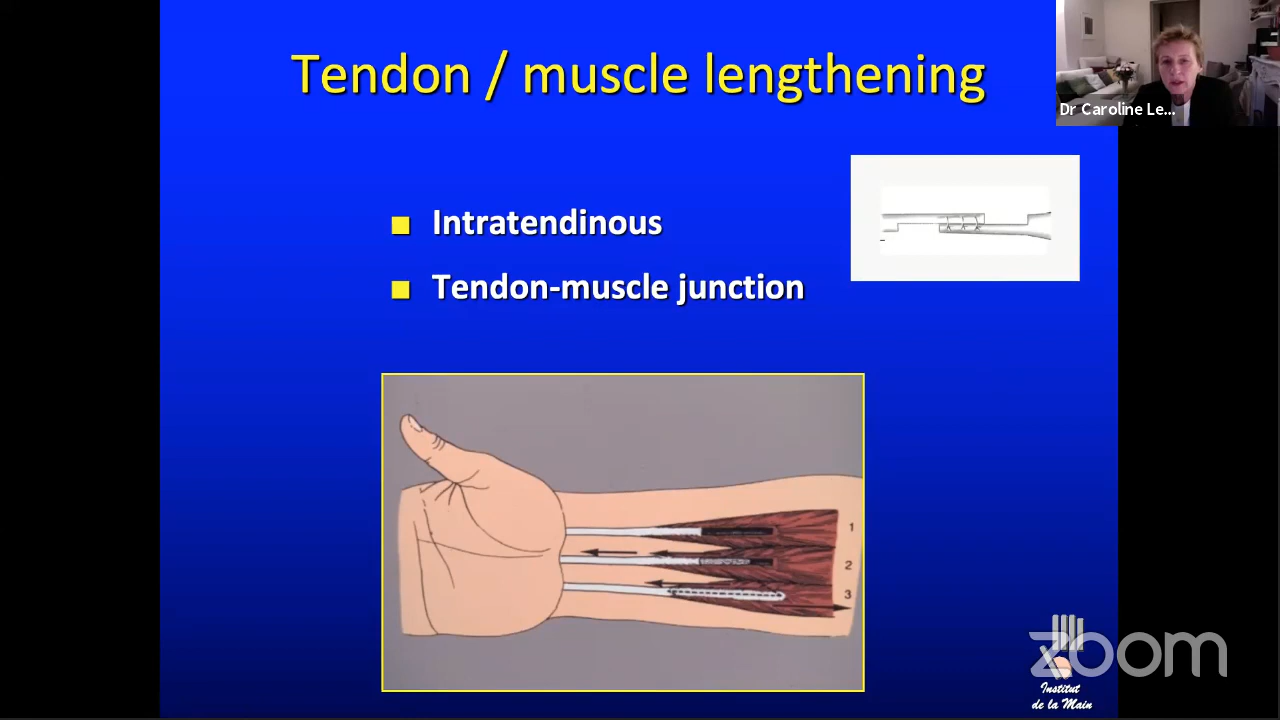 Tendon / muscle lengthening
Dr Caroline Le...
Intratendinous
Tendon-muscle junction
1
2
3
zoom
Institut
de la Main